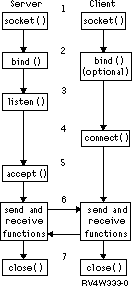 Server 1 Client
socket() socket()
2
bind() bind()
(optional)
3
listen()
4
connect()
5
accept()
6
send and send and
receive receive
functions functions
7
close() close()
RV4W333-0